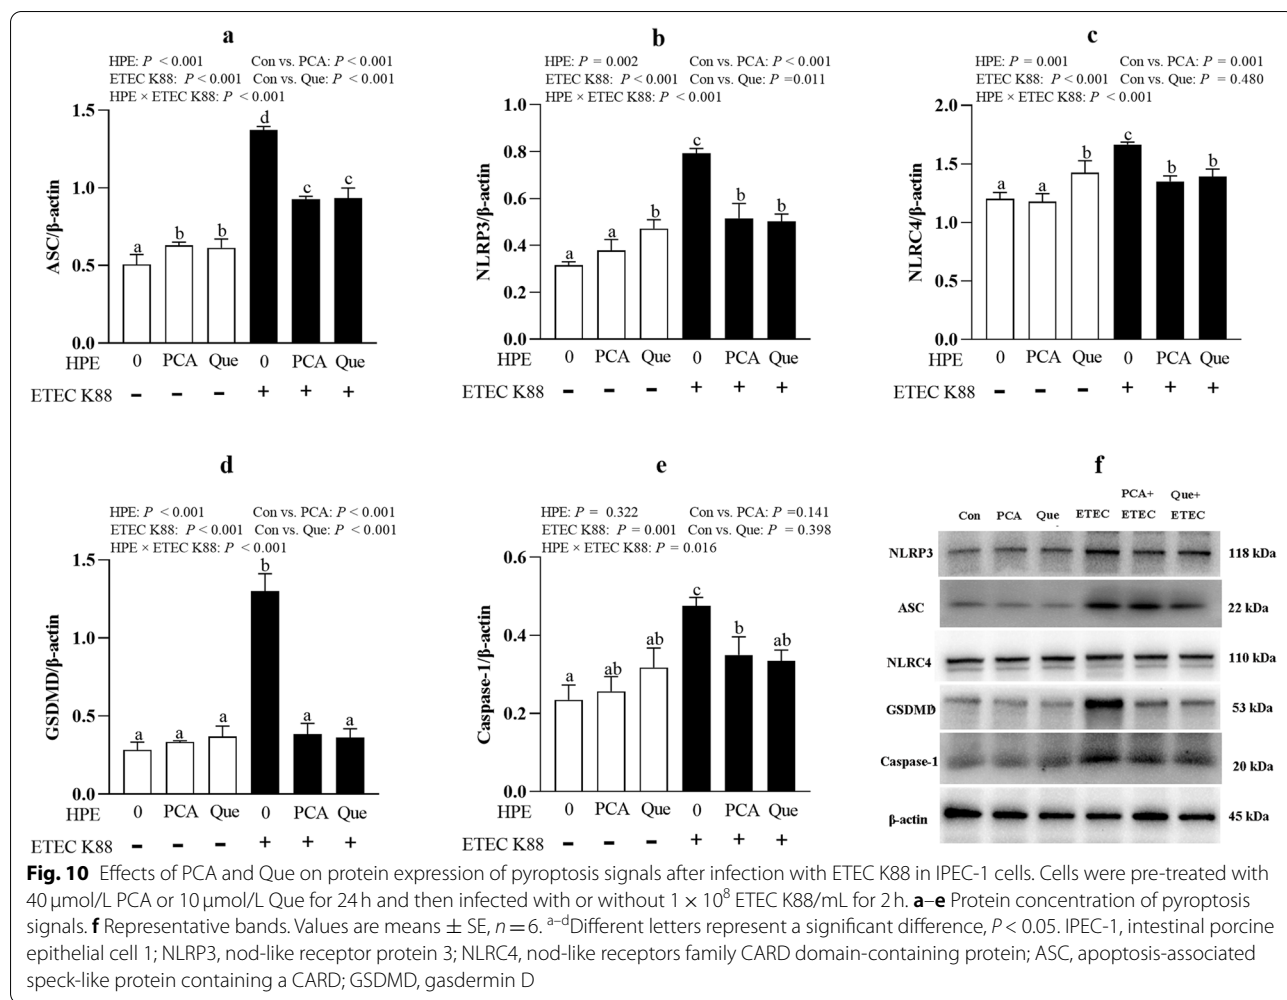 a
HPE: P < 0.001 Con vs. PCA: P < 0.001
ETEC K88: P < 0.001 Con vs. Que: P < 0.001
HPE × ETEC K88: P < 0.001
1.5
1.0
0.5
0.0
ASC/β-actin
a b b d c c
HPE 0 PCA Que 0 PCA Que
ETEC K88 - - - + + +
b
HPE: P = 0.002 Con vs. PCA: P < 0.001
ETEC K88: P < 0.001 Con vs. Que: P =0.011
HPE × ETEC K88: P < 0.001
1.0
0.8
0.6
0.4
0.2
0.0
NLRP3/β-actin
a a b c b b
HPE 0 PCA Que 0 PCA Que
ETEC K88 - - - + + +
c
HPE: P = 0.001 Con vs. PCA: P = 0.001
ETEC K88: P < 0.001 Con vs. Que: P = 0.480
HPE × ETEC K88: P < 0.001
2.0
1.5
1.0
0.5
0.0
NLRC4/β-actin
a a b c b b
HPE 0 PCA Que 0 PCA Que
ETEC K88 - - - + + +
d
HPE: P < 0.001 Con vs. PCA: P < 0.001
ETEC K88: P < 0.001 Con vs. Que: P < 0.001
HPE × ETEC K88: P < 0.001
1.5
1.0
0.5
0.0
GSDMD/β-actin
a a a b a a
HPE 0 PCA Que 0 PCA Que
ETEC K88 - - - + + +
e
HPE: P = 0.322 Con vs. PCA: P =0.141
ETEC K88: P = 0.001 Con vs. Que: P = 0.398
HPE × ETEC K88: P = 0.016
0.6
0.4
0.2
0.0
Caspase-1/β-actin
a ab ab c b ab
HPE 0 PCA Que 0 PCA Que
ETEC K88 - - - + + +
f
Con PCA Que ETEC PCA+ ETEC Que+ ETEC
NLRP3 118 kDa
ASC 22 kDa
NLRC4 110 kDa
GSDMD 53 kDa
Caspase-1 20 kDa
β-actin 45 kDa
Fig. 10 Effects of PCA and Que on protein expression of pyroptosis signals after infection with ETEC K88 in IPEC-1 cells. Cells were pre-treated with
40 μmol/L PCA or 10 μmol/L Que for 24 h and then infected with or without 1 × 10⁸ ETEC K88/mL for 2 h. a–e Protein concentration of pyroptosis
signals. f Representative bands. Values are means ± SE, n = 6. ᵃ⁻ᵈDifferent letters represent a significant difference, P < 0.05. IPEC-1, intestinal porcine
epithelial cell 1; NLRP3, nod-like receptor protein 3; NLRC4, nod-like receptors family CARD domain-containing protein; ASC, apoptosis-associated
speck-like protein containing a CARD; GSDMD, gasdermin D